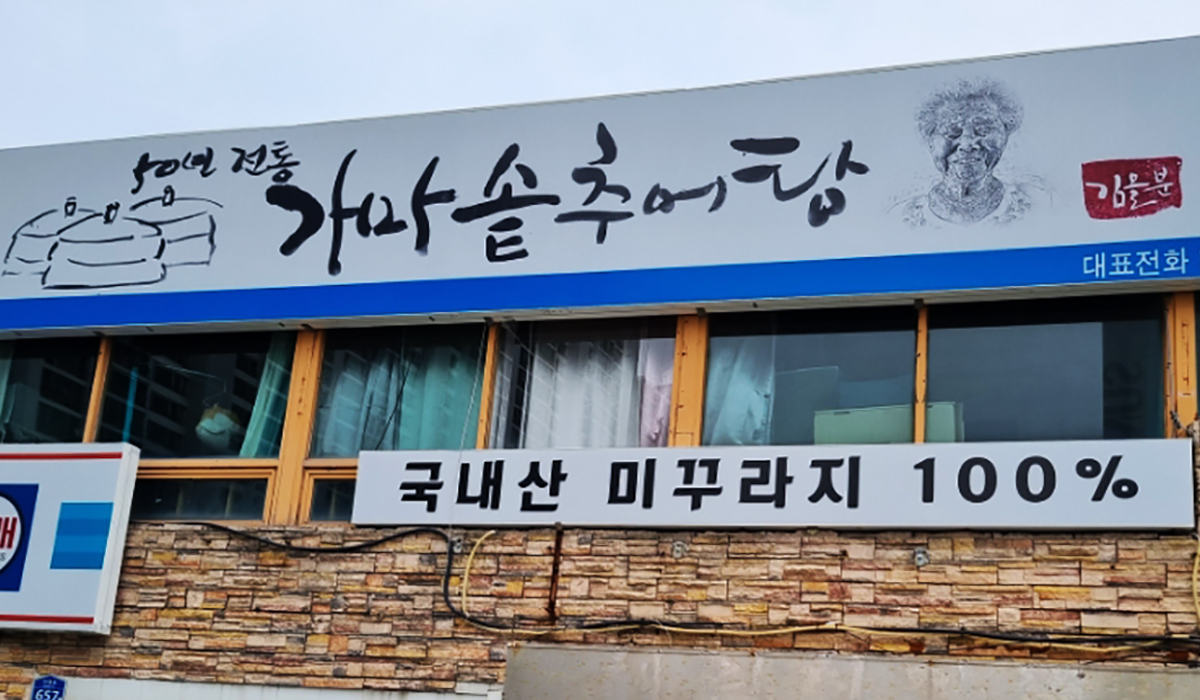 50년 전통
가마솥추어탕
김을분
대표전화
국내산 미꾸라지 100%
657